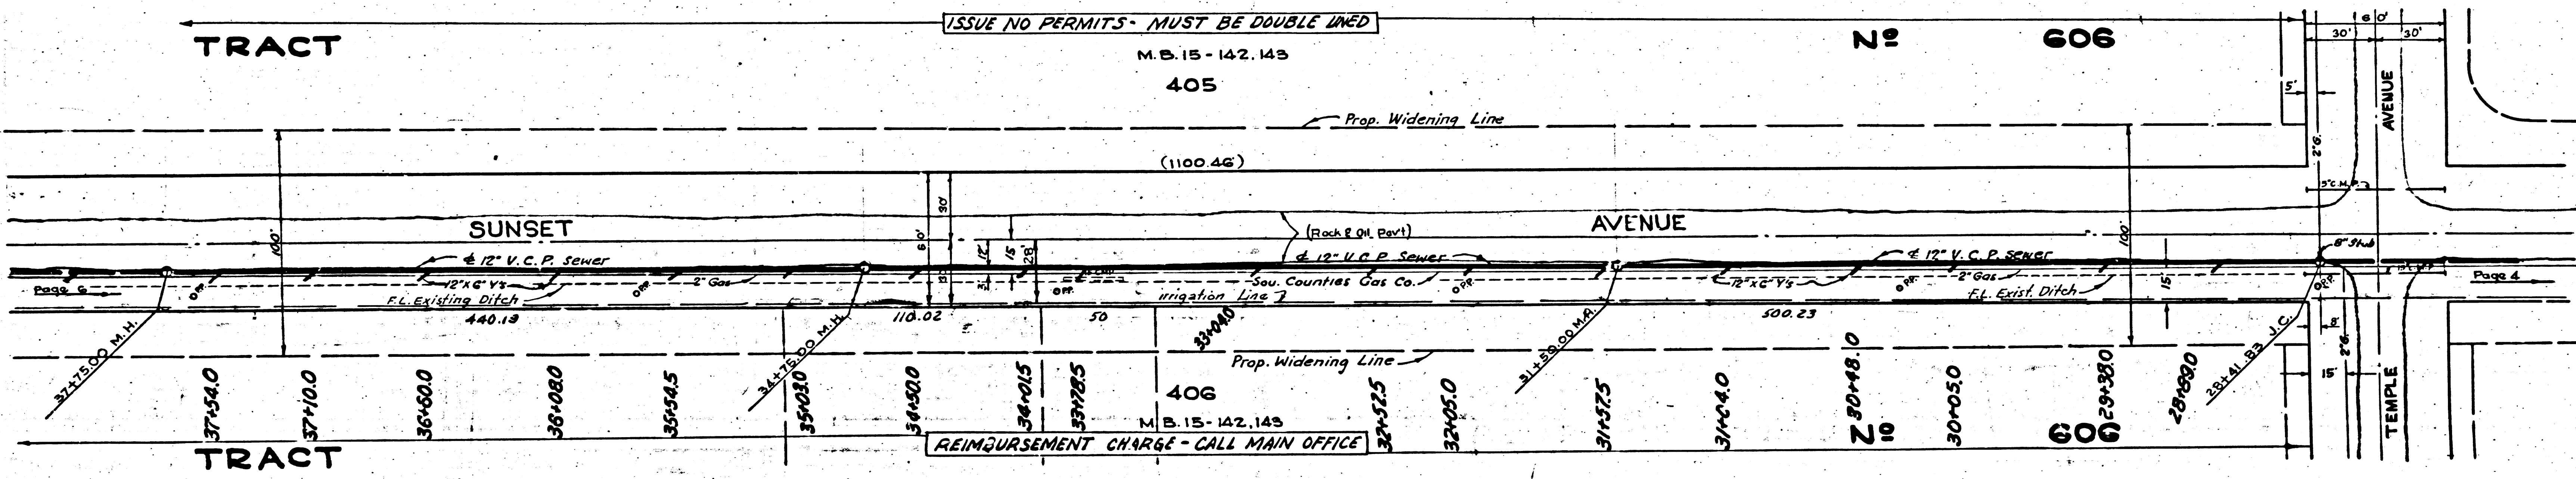 ISSUE NO PERMITS - MUST BE DOUBLE LINED
TRACT
Nº 606
M.B. 15 - 142, 143
405
60'
30' 30'
5'
AVENUE
Prop. Widening Line
(1100.46)
2"G.
100'
60'
30'
SUNSET
AVENUE
(Rock & Oil Pavt)
12'
15'
28'
100'
8" Stub
℄ 12" V.C.P. Sewer
℄ 12" V.C.P. Sewer
℄ 12" V.C.P. Sewer
Page 6
12"x6" Y's
2" Gas
Sou. Counties Gas Co.
12"x6" Y's
2" Gas
15'
Page 4
O P.P.
O P.P.
O P.P.
O P.P.
O P.P.
F.L. Existing Ditch
Irrigation Line
F.L. Exist. Ditch
440.13
110.02
50
500.23
33+04.0
Prop. Widening Line
8'
2"G.
15'
37+75.00 M.H.
34+75.00 M.H.
31+50.00 M.H.
28+41.83 J.C.
37+54.0
37+10.0
36+60.0
36+08.0
35+54.5
35+03.0
34+50.0
34+01.5
33+78.5
32+52.5
32+05.0
31+57.5
31+04.0
30+48.0
30+05.0
29+38.0
28+89.0
406
M.B. 15 - 142, 143
TEMPLE
TRACT
Nº 606
REIMBURSEMENT CHARGE - CALL MAIN OFFICE